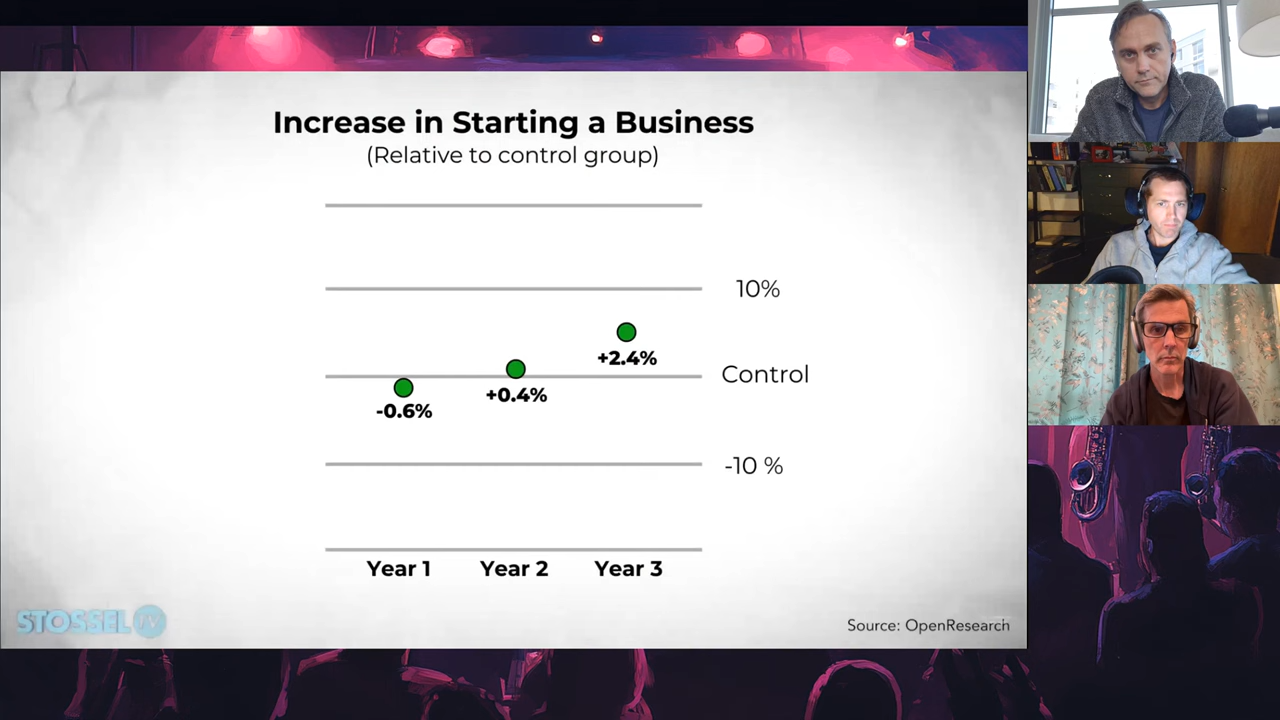 Increase in Starting a Business
(Relative to control group)
10%
+2.4%
Control
+0.4%
-0.6%
-10 %
Year 1 Year 2 Year 3
STOSSEL TV
Source: OpenResearch